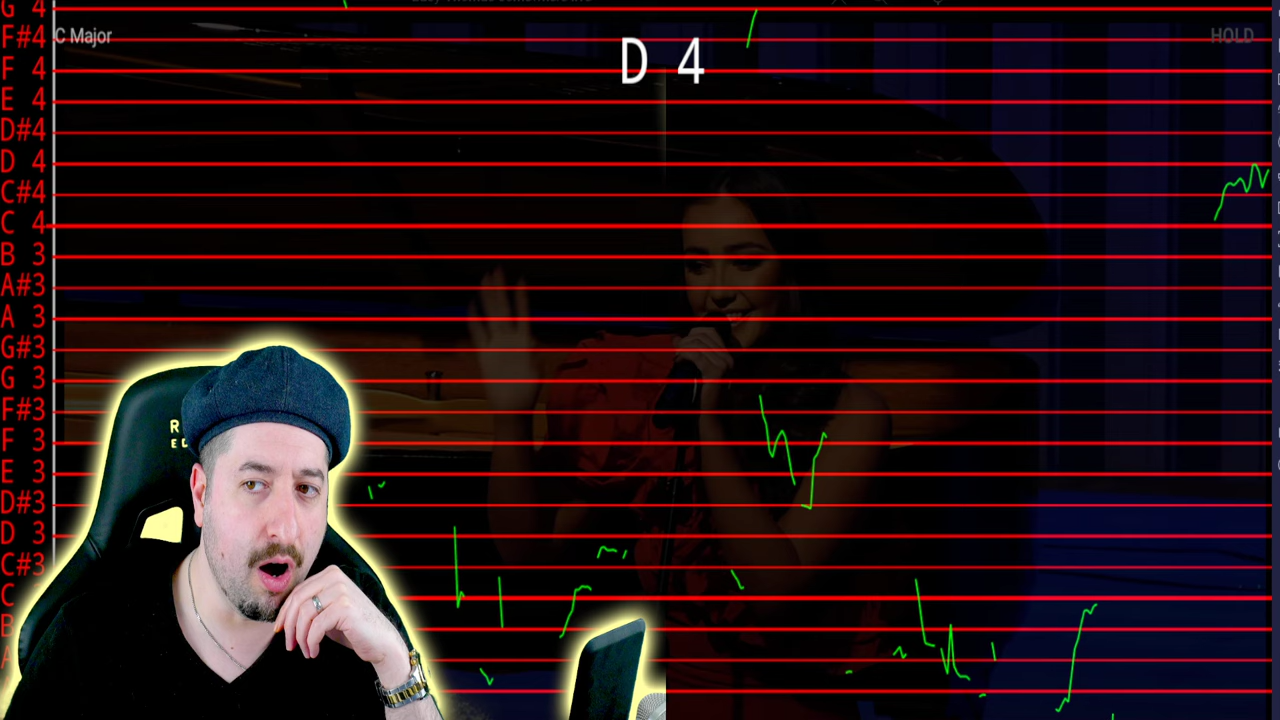 G 4
F#4
C Major
HOLD
D 4
F 4
E 4
D#4
D 4
C#4
C 4
B 3
A#3
A 3
G#3
G 3
F#3
F 3
E 3
D#3
D 3
C#3
C
B
A